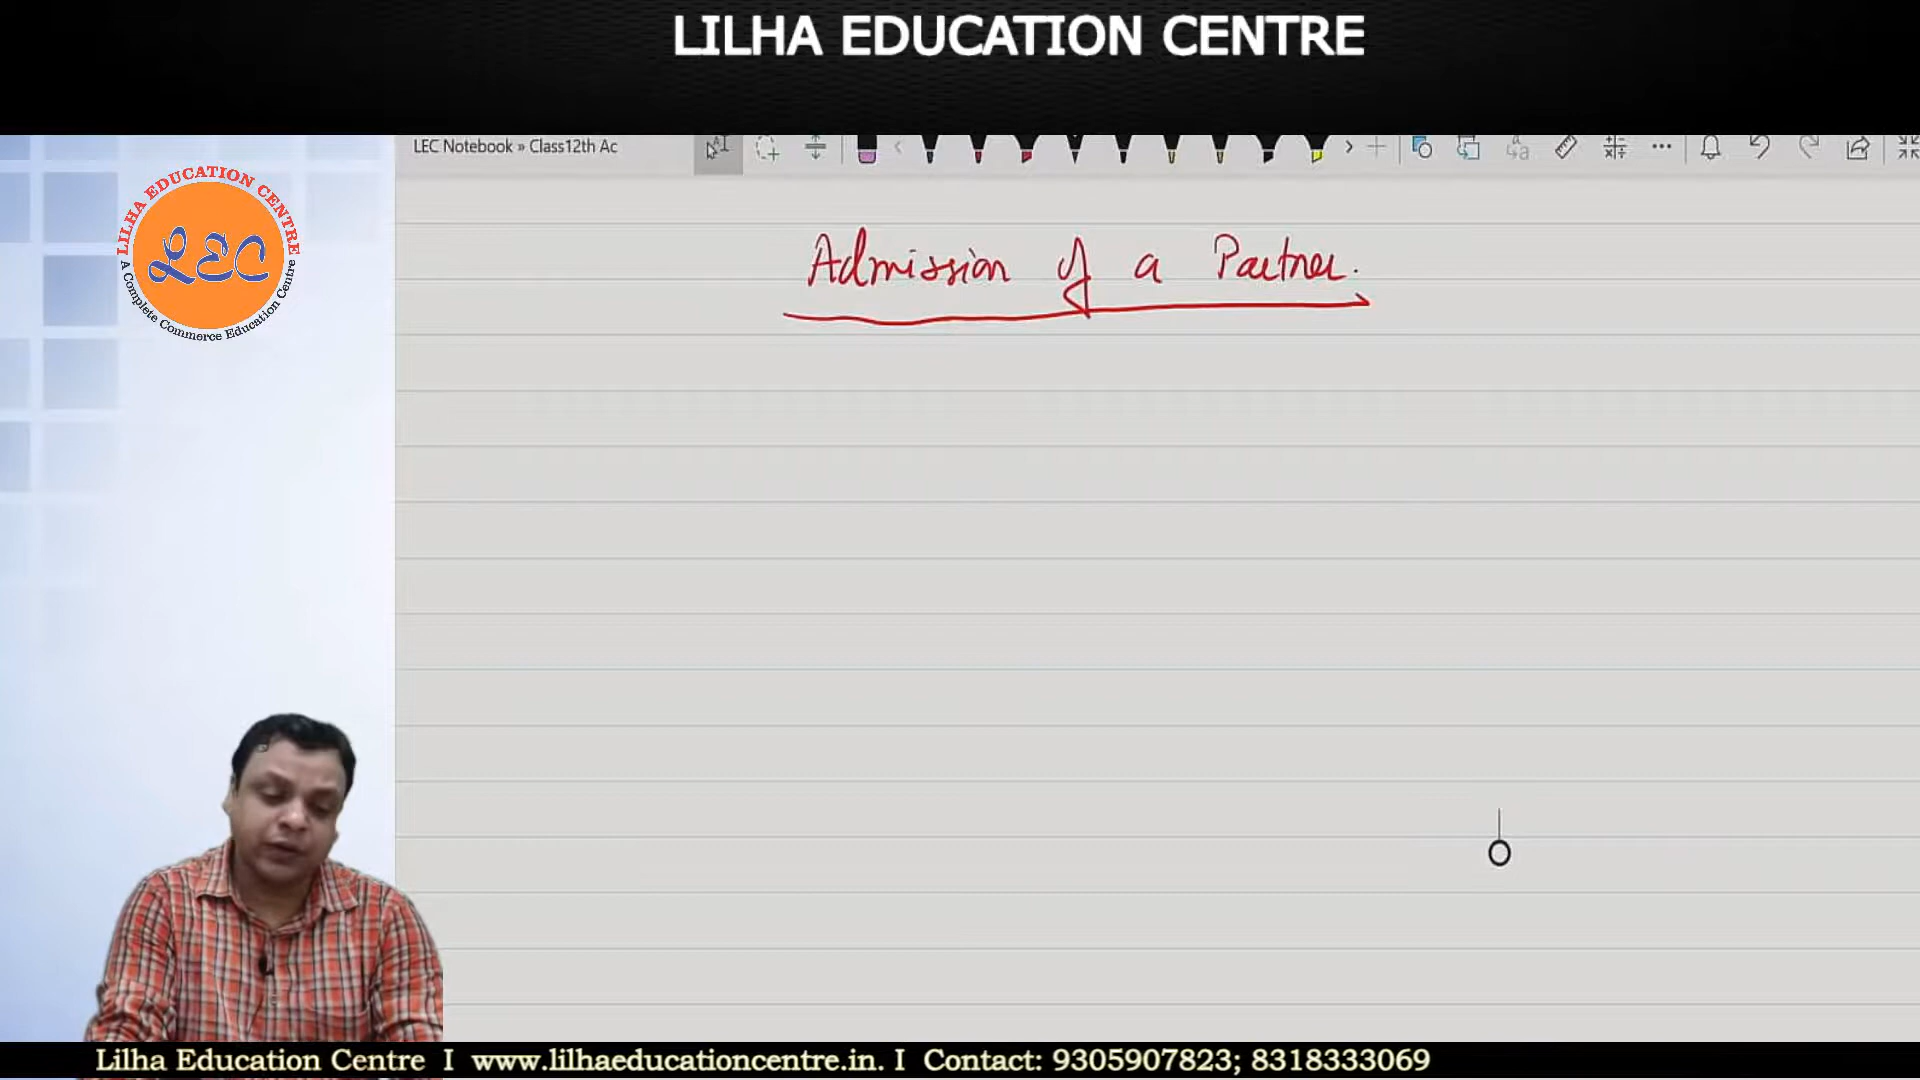 LILHA EDUCATION CENTRE
LEC Notebook » Class12th Ac
LILHA EDUCATION CENTRE
LEC
A Complete Commerce Education Centre
Admission of a Partner.
Lilha Education Centre I www.lilhaeducationcentre.in. I Contact: 9305907823; 8318333069